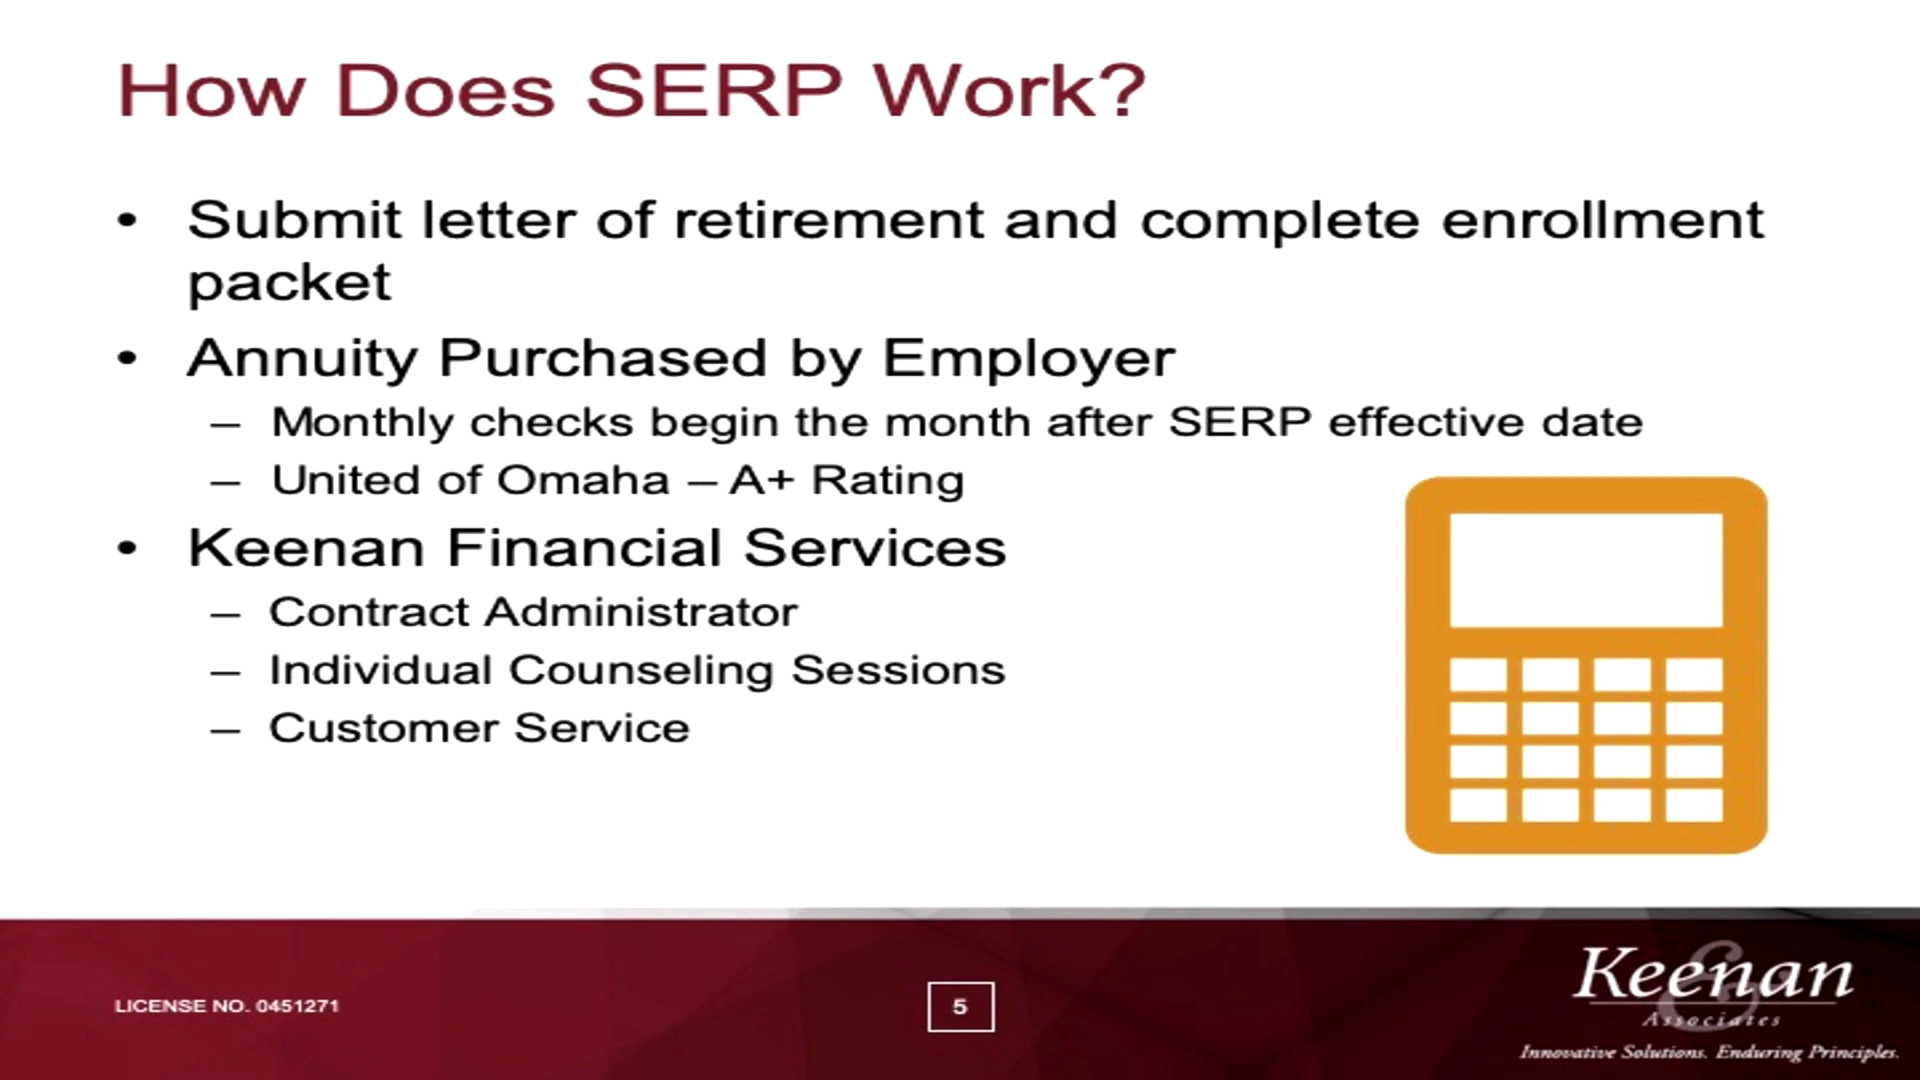 How Does SERP Work?
• Submit letter of retirement and complete enrollment
packet
• Annuity Purchased by Employer
– Monthly checks begin the month after SERP effective date
– United of Omaha – A+ Rating
• Keenan Financial Services
– Contract Administrator
– Individual Counseling Sessions
– Customer Service
LICENSE NO. 0451271
5
Keenan
&
Associates
Innovative Solutions. Enduring Principles.